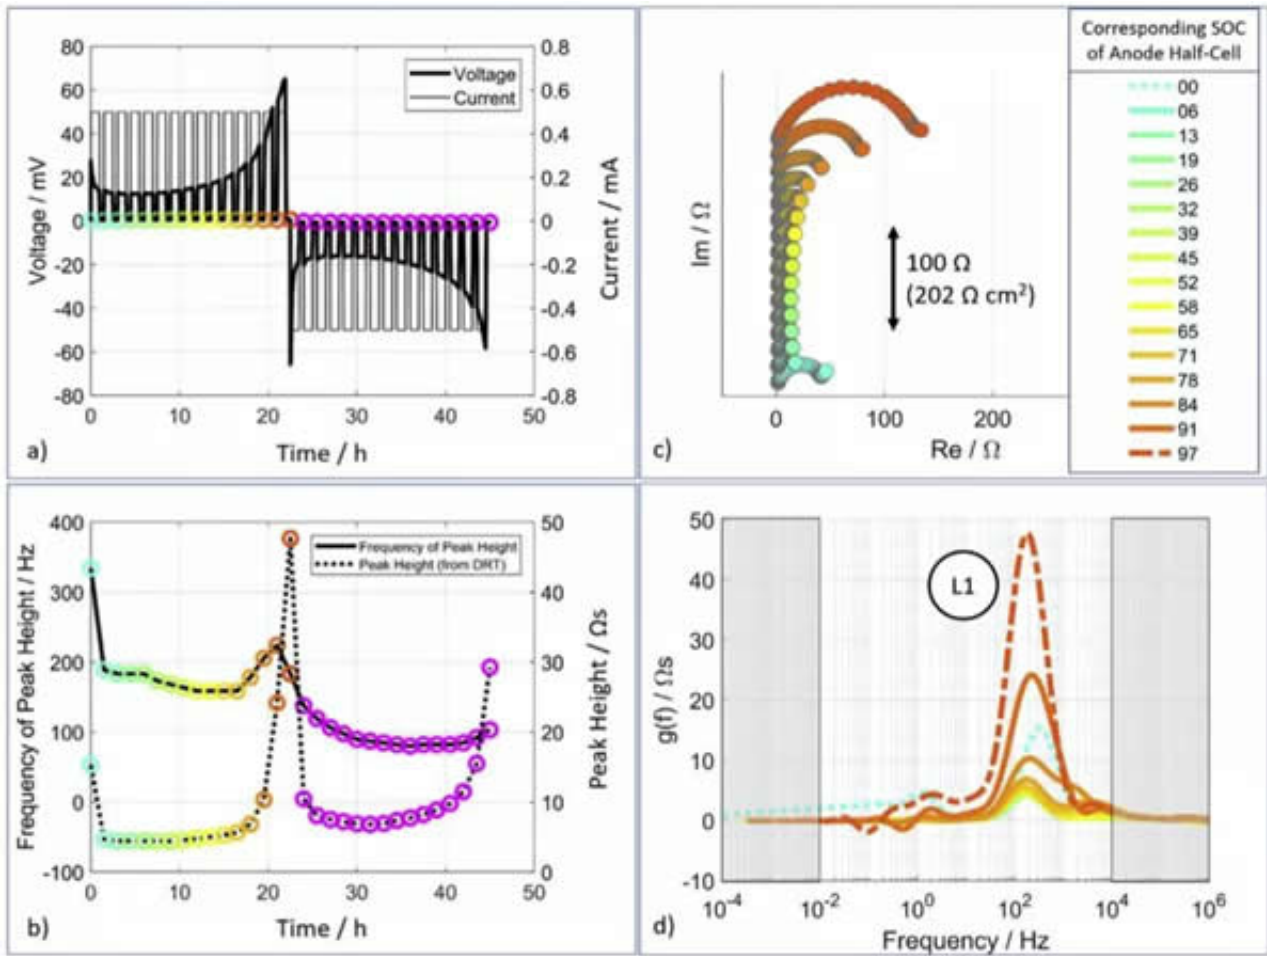 80
60
40
20
0
-20
-40
-60
-80
Voltage / mV
0.8
0.6
0.4
0.2
0
-0.2
-0.4
-0.6
-0.8
Current / mA
Voltage
Current
0 10 20 30 40 50
Time / h
a)
Im / Ω
100 Ω
(202 Ω cm²)
0 100 200
Re / Ω
c)
Corresponding SOC
of Anode Half-Cell
00
06
13
19
26
32
39
45
52
58
65
71
78
84
91
97
400
300
200
100
0
-100
Frequency of Peak Height / Hz
50
40
30
20
10
0
Peak Height / Ωs
Frequency of Peak Height
Peak Height (from DRT)
0 10 20 30 40 50
Time / h
b)
50
40
30
20
10
0
-10
g(f) / Ωs
L1
10⁻⁴ 10⁻² 10⁰ 10² 10⁴ 10⁶
Frequency / Hz
d)